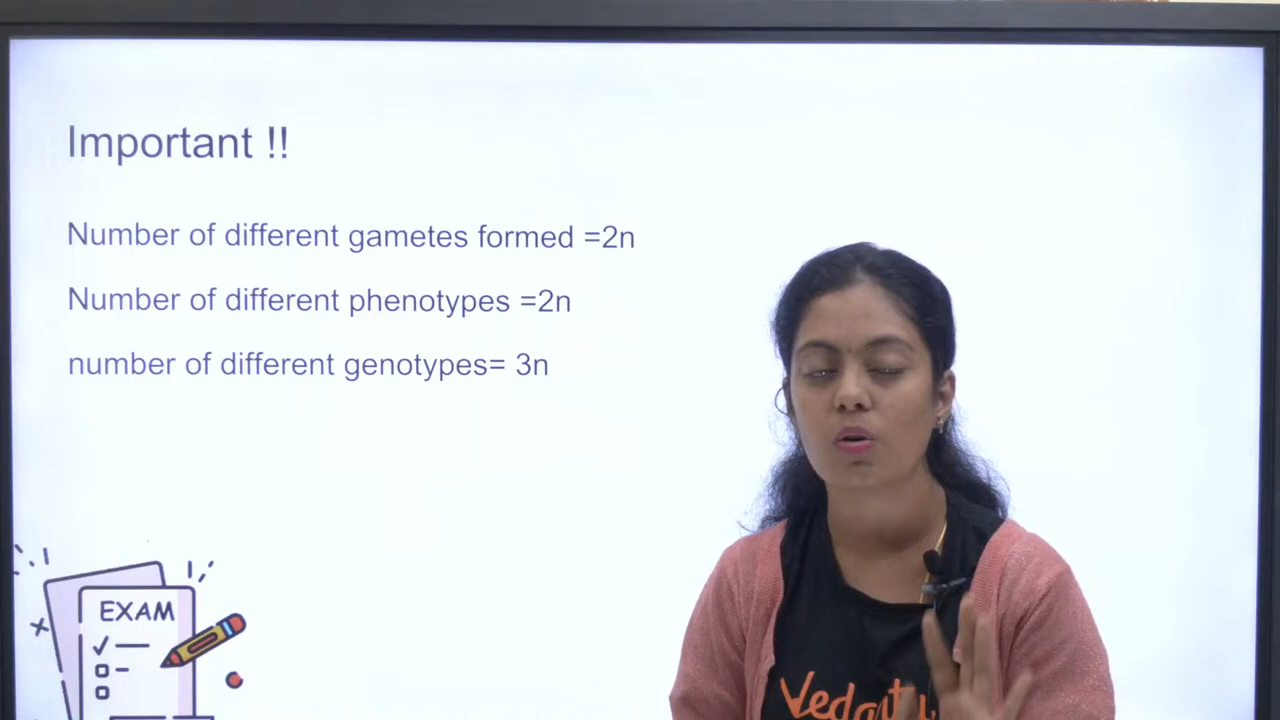 Important !!
Number of different gametes formed =2n
Number of different phenotypes =2n
number of different genotypes= 3n
EXAM